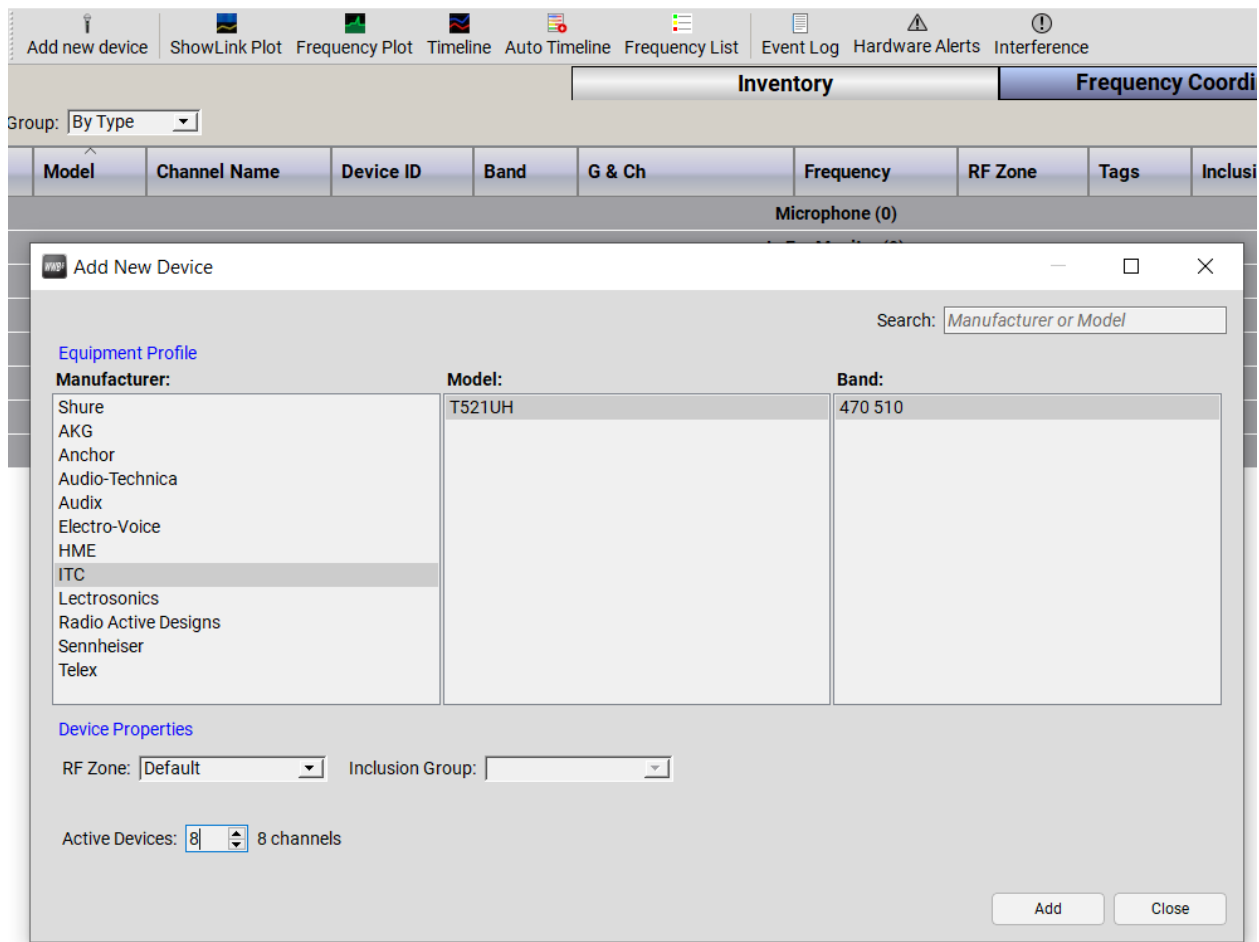 Add new device ShowLink Plot Frequency Plot Timeline Auto Timeline Frequency List Event Log Hardware Alerts Interference
Inventory Frequency Coordi
Group: By Type
Model Channel Name Device ID Band G & Ch Frequency RF Zone Tags Inclusi
Microphone (0)
WWB
Add New Device
Search: Manufacturer or Model
Equipment Profile
Manufacturer: Model: Band:
Shure T521UH 470 510
AKG
Anchor
Audio-Technica
Audix
Electro-Voice
HME
ITC
Lectrosonics
Radio Active Designs
Sennheiser
Telex
Device Properties
RF Zone: Default Inclusion Group:
Active Devices: 8 8 channels
Add Close